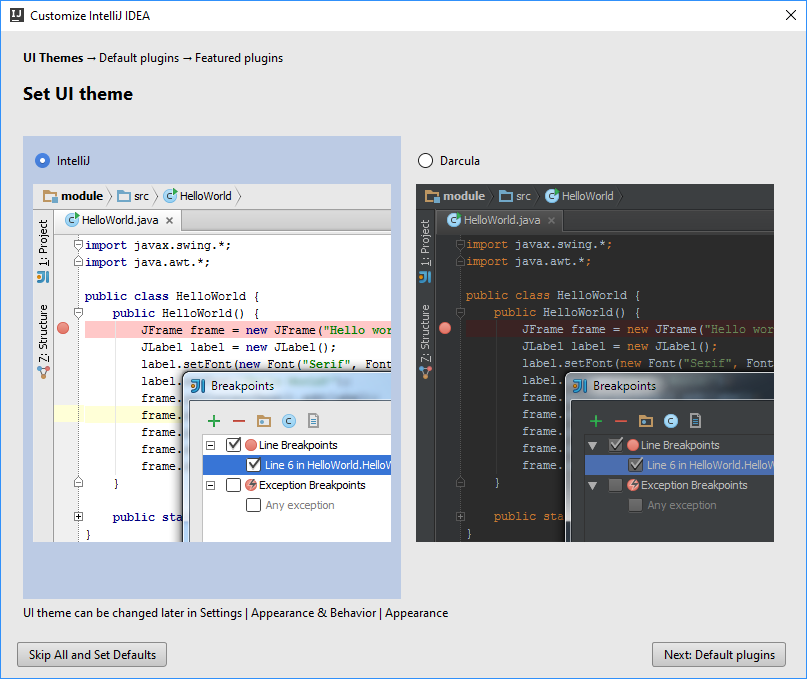 Customize IntelliJ IDEA
UI Themes → Default plugins → Featured plugins
Set UI theme
IntelliJ
module src HelloWorld
HelloWorld.java
1: Project
7: Structure
import javax.swing.*;
import java.awt.*;
public class HelloWorld {
public HelloWorld() {
JFrame frame = new JFrame("Hello wor
JLabel label = new JLabel();
label.setFont(new Font("Serif", Font
label.
frame.
frame.
frame.
frame.
frame.
}
public sta
}
Breakpoints
Line Breakpoints
Line 6 in HelloWorld.HelloW
Exception Breakpoints
Any exception
Darcula
module src HelloWorld
HelloWorld.java
1: Project
7: Structure
import javax.swing.*;
import java.awt.*;
public class HelloWorld {
public HelloWorld() {
JFrame frame = new JFrame("Hello wor
JLabel label = new JLabel();
label.setFont(new Font("Serif", Font
label.
frame.
frame.
frame.
frame.
frame.
}
public sta
}
Breakpoints
Line Breakpoints
Line 6 in HelloWorld.HelloW
Exception Breakpoints
Any exception
UI theme can be changed later in Settings | Appearance & Behavior | Appearance
Skip All and Set Defaults
Next: Default plugins